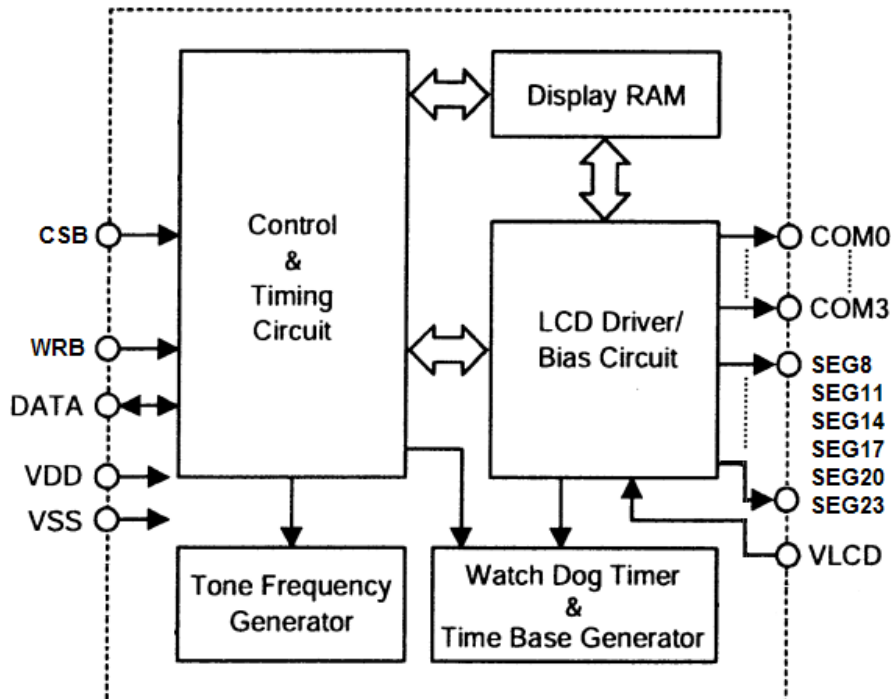 Display RAM
Control
&
Timing
Circuit
CSB
WRB
DATA
VDD
VSS
LCD Driver/
Bias Circuit
COM0
COM3
SEG8
SEG11
SEG14
SEG17
SEG20
SEG23
VLCD
Tone Frequency
Generator
Watch Dog Timer
&
Time Base Generator